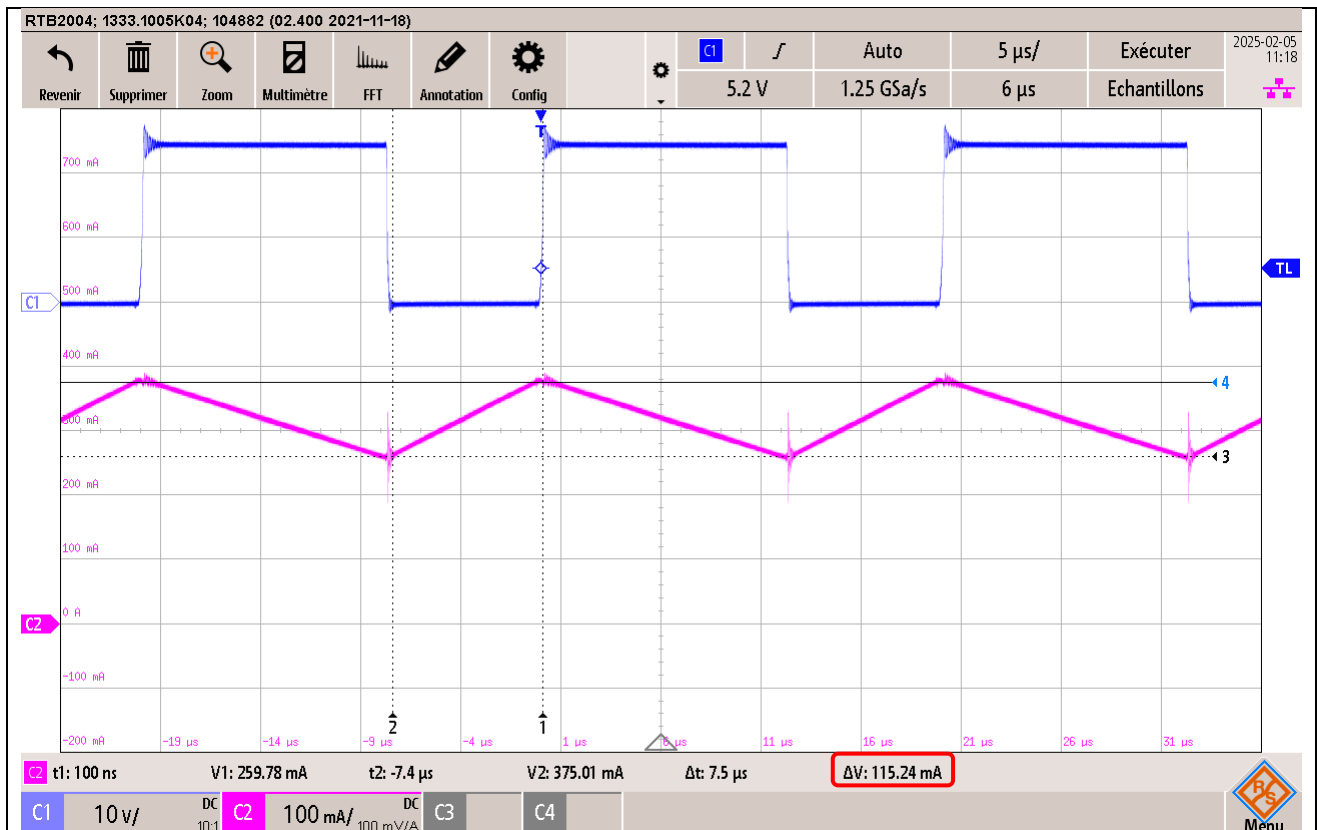 RTB2004; 1333.1005K04; 104882 (02.400 2021-11-18)
Revenir Supprimer Zoom Multimètre FFT Annotation Config
C1 Auto 5 µs/ Exécuter
5.2 V 1.25 GSa/s 6 µs Echantillons
2025-02-05
11:18
T
700 mA
600 mA
TL
500 mA
C1
400 mA
4
300 mA
3
200 mA
100 mA
0 A
C2
-100 mA
2 1
-200 mA -19 µs -14 µs -9 µs -4 µs 1 µs 6 µs 11 µs 16 µs 21 µs 26 µs 31 µs
C2 t1: 100 ns V1: 259.78 mA t2: -7.4 µs V2: 375.01 mA Δt: 7.5 µs ΔV: 115.24 mA
C1 10 V/ DC 10:1 C2 100 mA/ DC 100 mV/A C3 C4
R&S
Menu